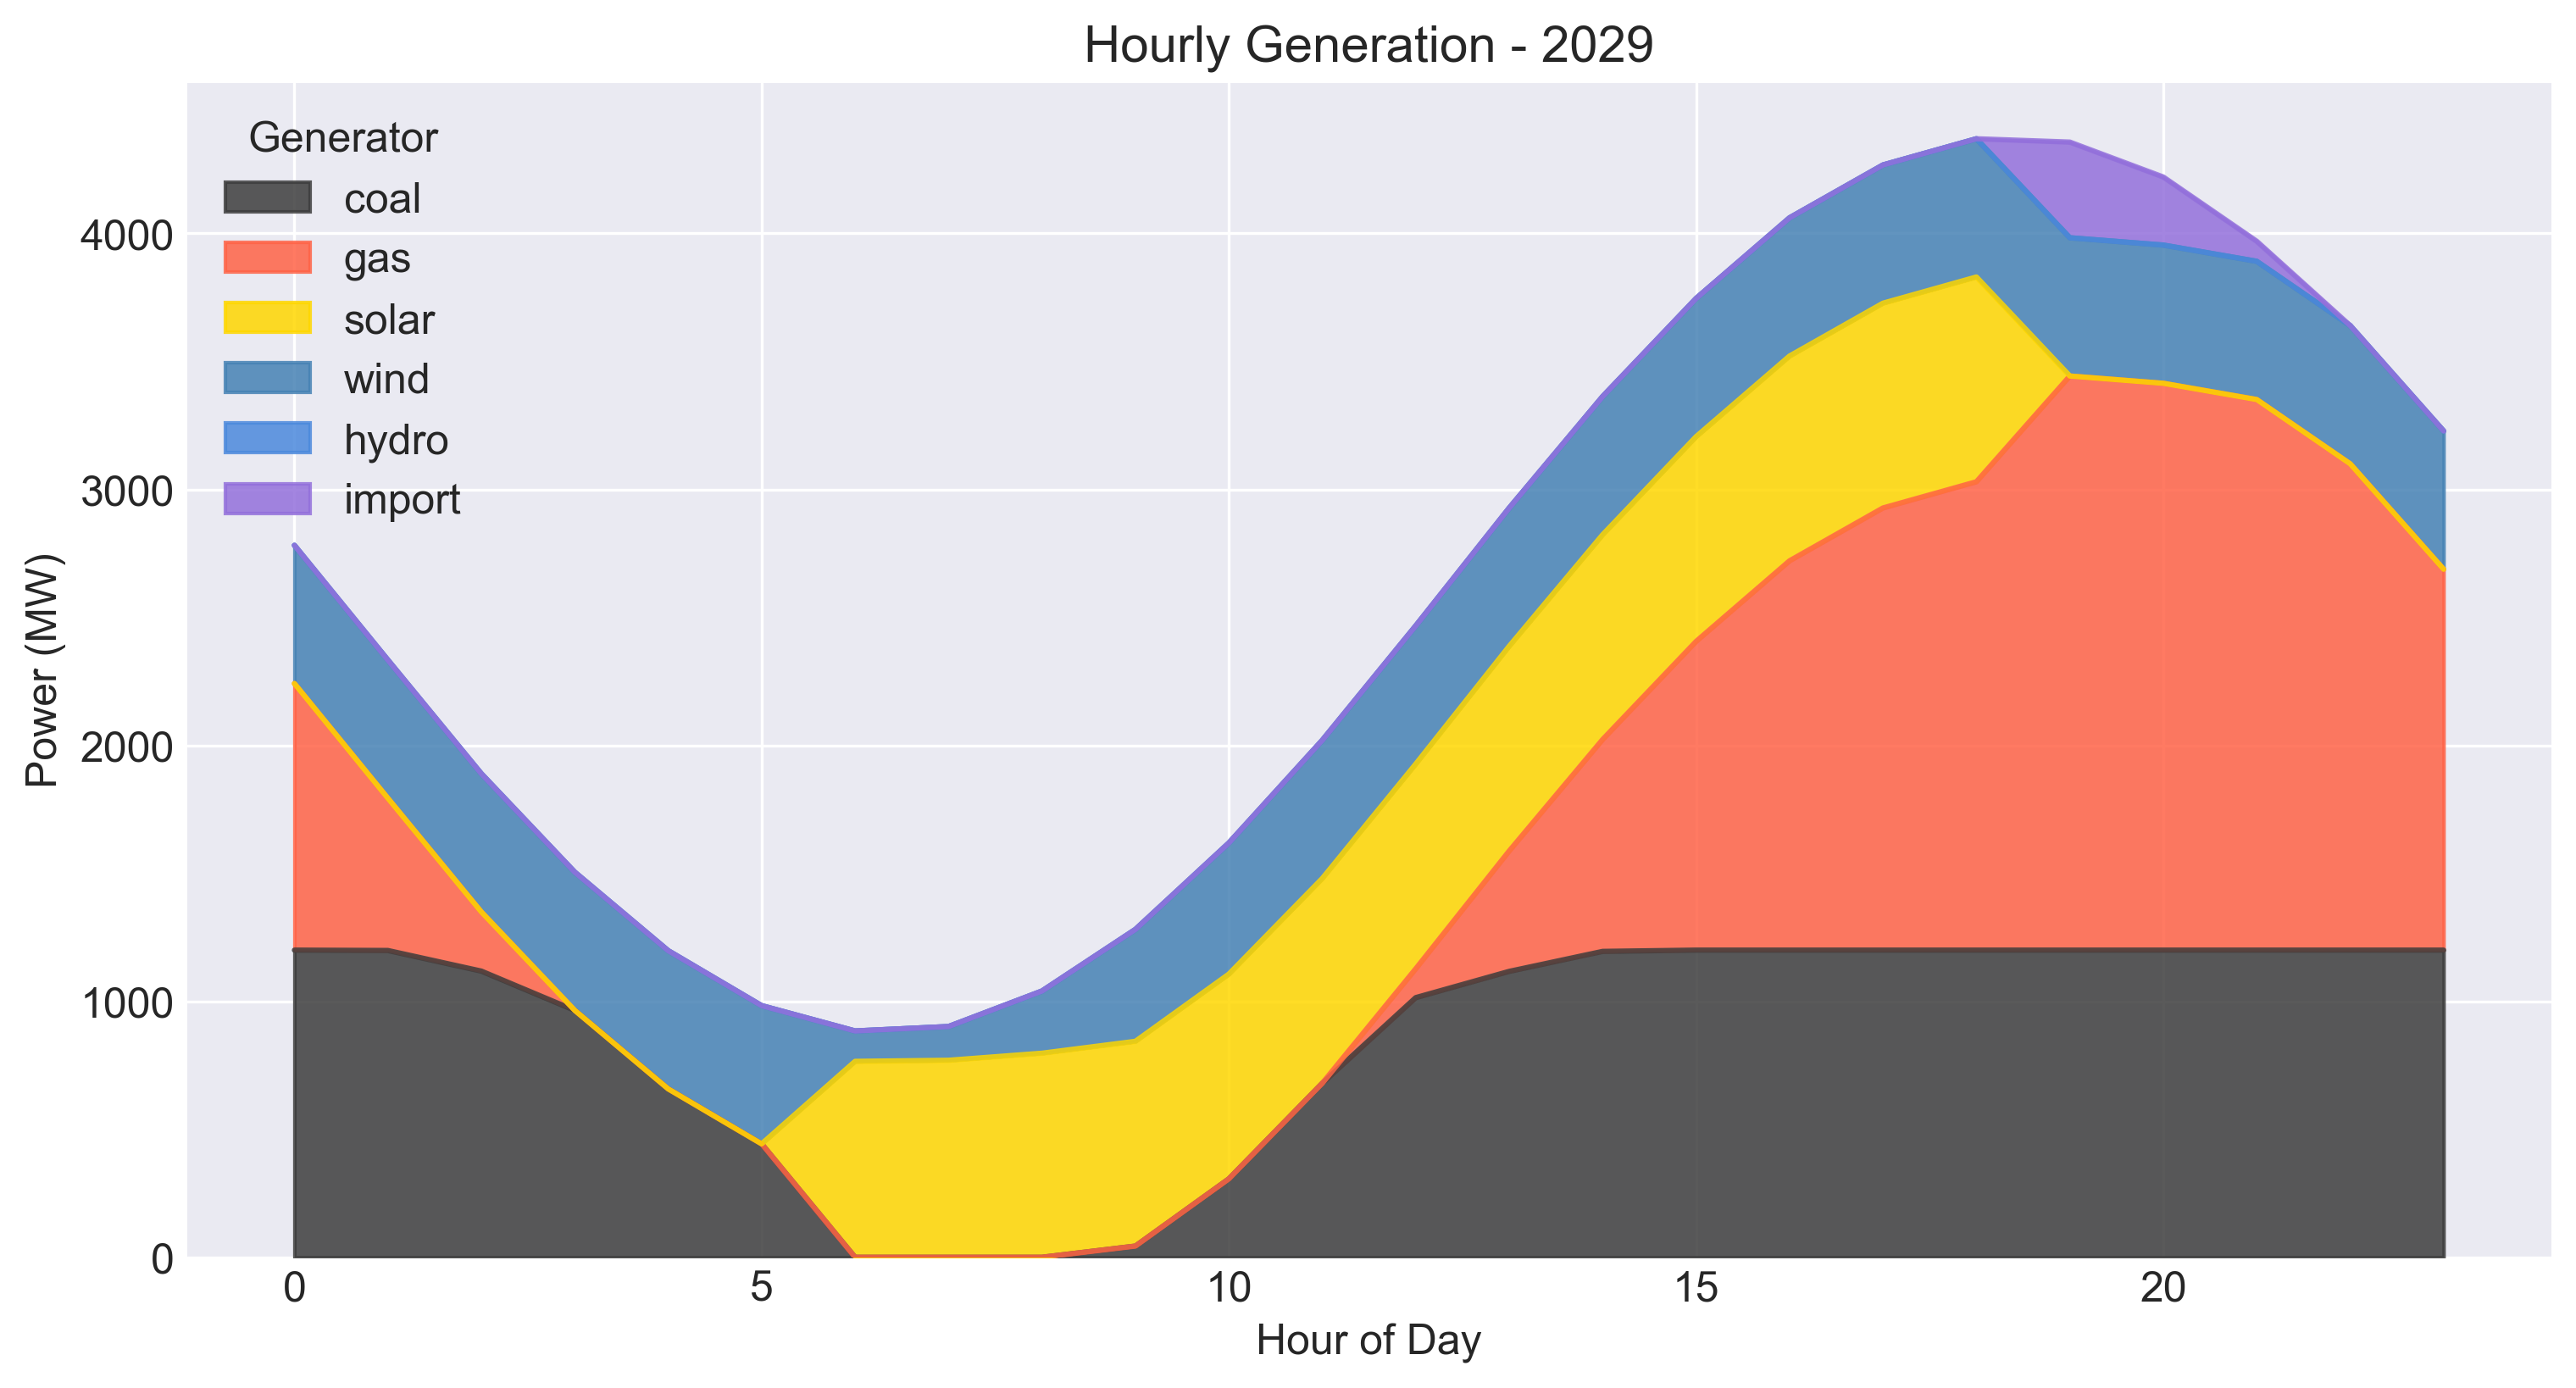 Hourly Generation - 2029
Generator
coal
gas
solar
wind
hydro
import
Power (MW)
4000
3000
2000
1000
0
0 5 10 15 20
Hour of Day